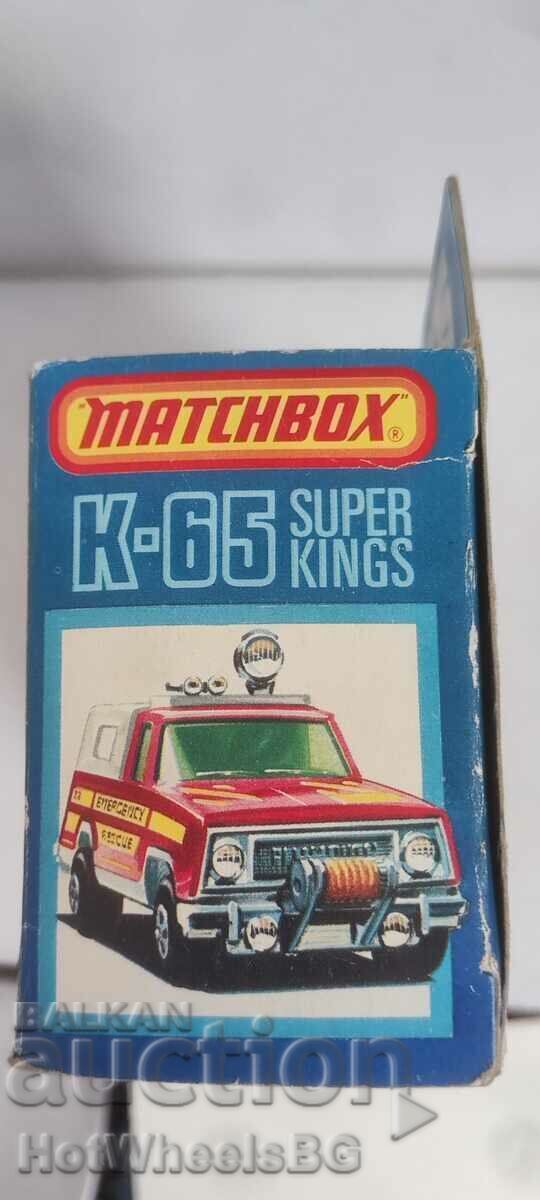 "MATCHBOX"®
K-65 SUPER KINGS
EMERGENCY
RESCUE
BALKAN
auction
HotWheelsBG